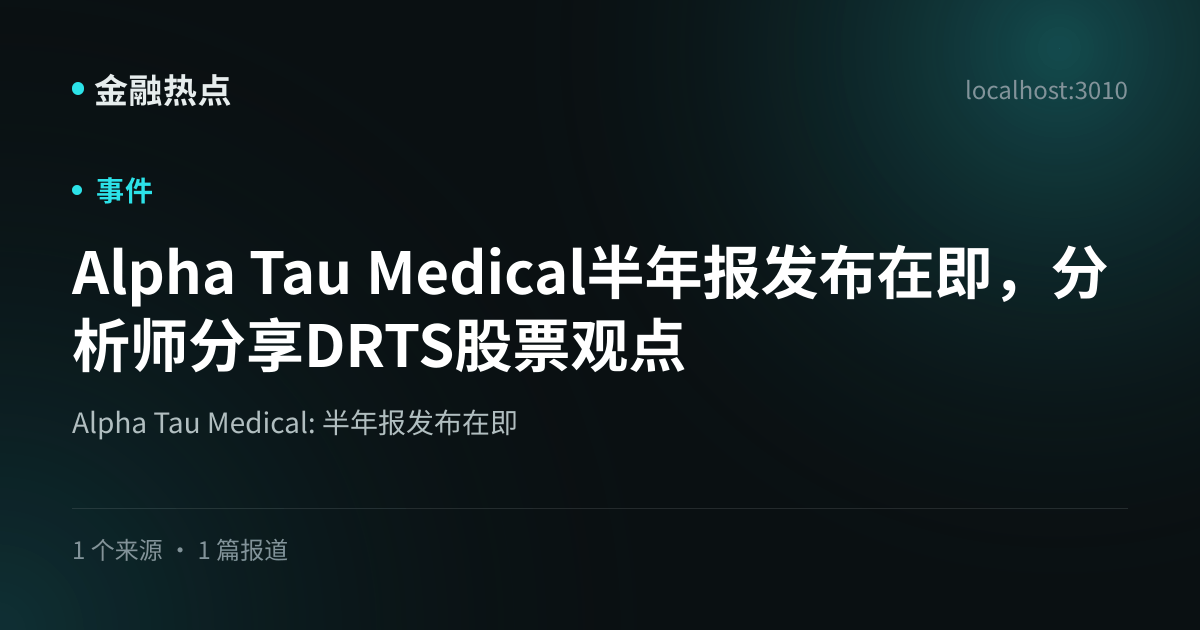 金融热点
localhost:3010
事件
Alpha Tau Medical半年报发布在即，分
析师分享DRTS股票观点
Alpha Tau Medical: 半年报发布在即
1 个来源 · 1 篇报道